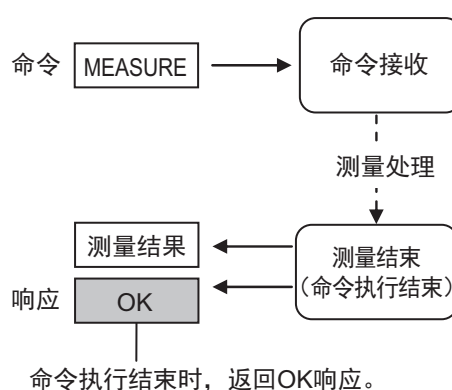 命令 MEASURE 命令接收
测量处理
测量结果
测量结束
(命令执行结束)
响应 OK
命令执行结束时，返回OK响应。